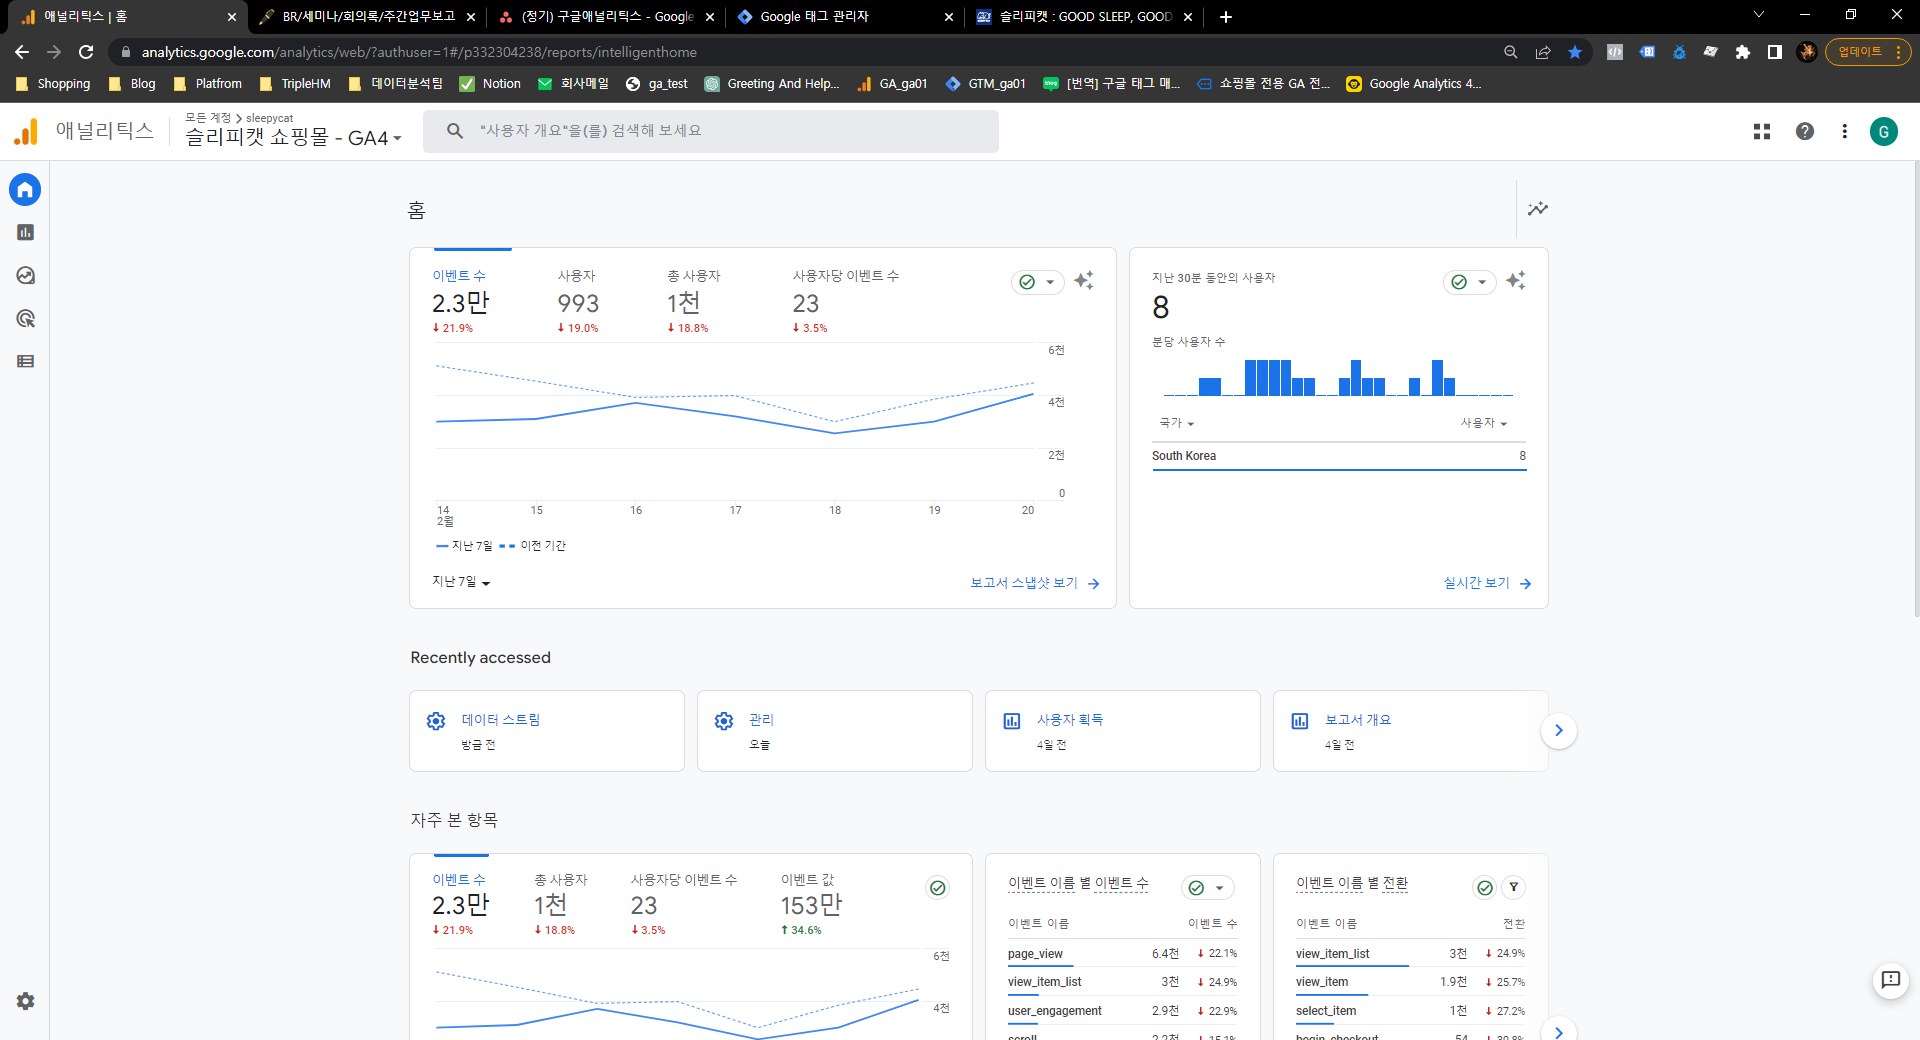 애널리틱스 | 홈
BR/세미나/회의록/주간업무보고
(정기) 구글애널리틱스 - Google
Google 태그 관리자
슬리피캣 : GOOD SLEEP, GOOD
analytics.google.com/analytics/web/?authuser=1#/p332304238/reports/intelligenthome
업데이트
Shopping
Blog
Platfrom
TripleHM
데이터분석팀
Notion
회사메일
ga_test
Greeting And Help...
GA_ga01
GTM_ga01
[번역] 구글 태그 매...
쇼핑몰 전용 GA 전...
Google Analytics 4...
애널리틱스
모든 계정 > sleepycat
슬리피캣 쇼핑몰 - GA4
"사용자 개요"을(를) 검색해 보세요
G
홈
이벤트 수 사용자 총 사용자 사용자당 이벤트 수
2.3만 993 1천 23
↓ 21.9% ↓ 19.0% ↓ 18.8% ↓ 3.5%
6천
4천
2천
0
14 15 16 17 18 19 20
2월
지난 7일 이전 기간
지난 7일
보고서 스냅샷 보기 →
지난 30분 동안의 사용자
8
분당 사용자 수
국가 사용자
South Korea 8
실시간 보기 →
Recently accessed
데이터 스트림
방금 전
관리
오늘
사용자 획득
4일 전
보고서 개요
4일 전
자주 본 항목
이벤트 수 총 사용자 사용자당 이벤트 수 이벤트 값
2.3만 1천 23 153만
↓ 21.9% ↓ 18.8% ↓ 3.5% ↑ 34.6%
6천
4천
이벤트 이름 별 이벤트 수
이벤트 이름 이벤트 수
page_view 6.4천 ↓ 22.1%
view_item_list 3천 ↓ 24.9%
user_engagement 2.9천 ↓ 22.9%
scroll 2.2천 ↓ 15.1%
이벤트 이름 별 전환
이벤트 이름 전환
view_item_list 3천 ↓ 24.9%
view_item 1.9천 ↓ 25.7%
select_item 1천 ↓ 27.2%
begin_checkout 54 ↓ 39.8%